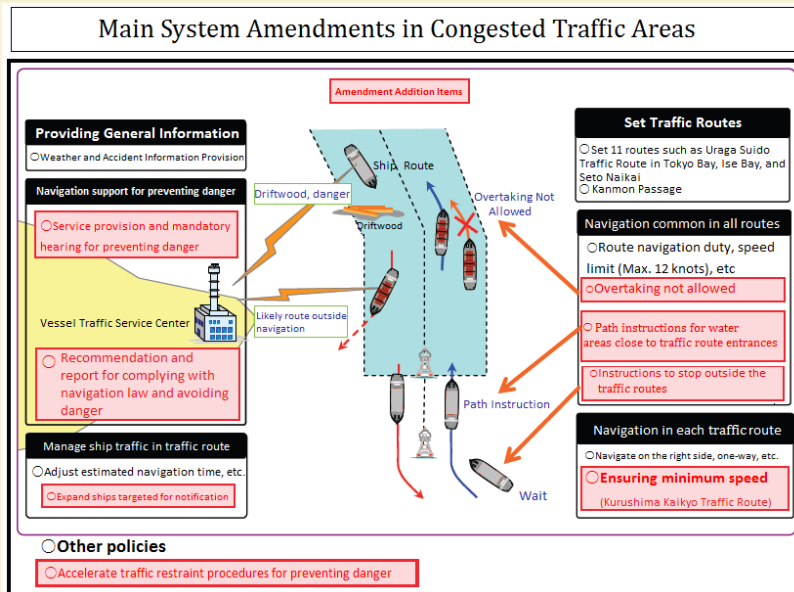 Main System Amendments in Congested Traffic Areas
Amendment Addition Items
Providing General Information
○Weather and Accident Information Provision
Navigation support for preventing danger
○Service provision and mandatory
hearing for preventing danger
Vessel Traffic Service Center
○ Recommendation and
report for complying with
navigation law and avoiding
danger
Manage ship traffic in traffic route
○Adjust estimated navigation time, etc.
○Expand ships targeted for notification
Driftwood, danger
Likely route outside
navigation
Ship Route
Driftwood
Overtaking Not
Allowed
Path Instruction
Wait
Set Traffic Routes
○Set 11 routes such as Uraga Suido
Traffic Route in Tokyo Bay, Ise Bay, and
Seto Naikai
○ Kanmon Passage
Navigation common in all routes
○Route navigation duty, speed
limit (Max. 12 knots), etc
○Overtaking not allowed
○ Path instructions for water
areas close to traffic route entrances
○Instructions to stop outside the
traffic routes
Navigation in each traffic route
○Navigate on the right side, one-way, etc.
○Ensuring minimum speed
(Kurushima Kaikyo Traffic Route)
○Other policies
○Accelerate traffic restraint procedures for preventing danger